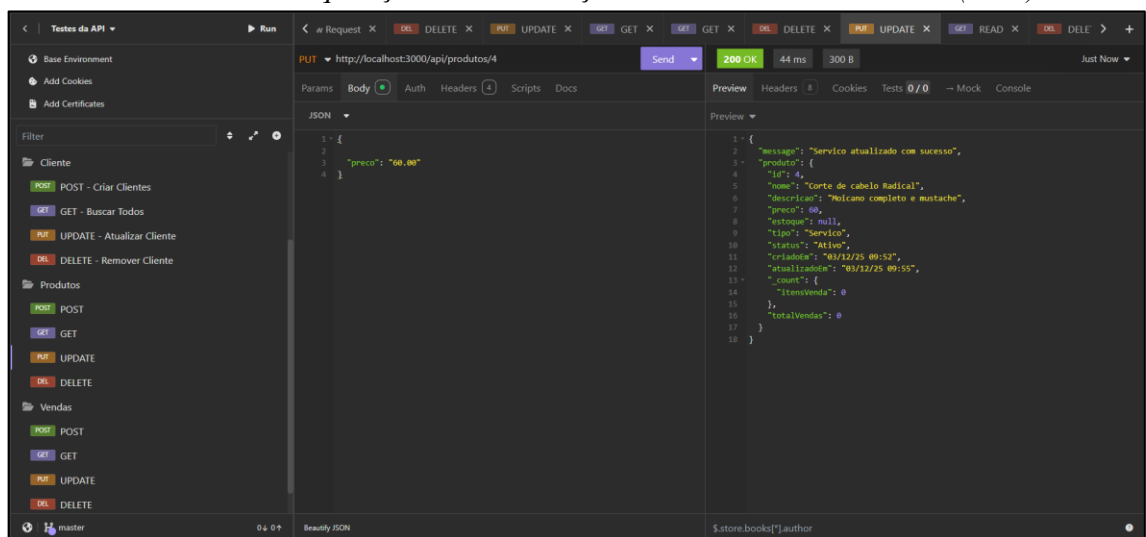 Testes da API
Run
w Request DEL DELETE PUT UPDATE GET GET GET GET DEL DELETE PUT UPDATE GET READ DEL DELE
Base Environment
Add Cookies
Add Certificates
Filter
Cliente
POST POST - Criar Clientes
GET GET - Buscar Todos
PUT UPDATE - Atualizar Cliente
DEL DELETE - Remover Cliente
Produtos
POST POST
GET GET
PUT UPDATE
DEL DELETE
Vendas
POST POST
GET GET
PUT UPDATE
DEL DELETE
master 0↓ 0↑
PUT http://localhost:3000/api/produtos/4 Send
Params Body Auth Headers 4 Scripts Docs
JSON
1 {
2
3 "preco": "60.00"
4 }
Beautify JSON
200 OK 44 ms 300 B Just Now
Preview Headers 8 Cookies Tests 0 / 0 → Mock Console
Preview
1 {
2 "message": "Servico atualizado com sucesso",
3 "produto": {
4 "id": 4,
5 "nome": "Corte de cabelo Radical",
6 "descricao": "Moicano completo e mustache",
7 "preco": 60,
8 "estoque": null,
9 "tipo": "Servico",
10 "status": "Ativo",
11 "criadoEm": "03/12/25 09:52",
12 "atualizadoEm": "03/12/25 09:55",
13 "_count": {
14 "itensVenda": 0
15 },
16 "totalVendas": 0
17 }
18 }
$.store.books[*].author